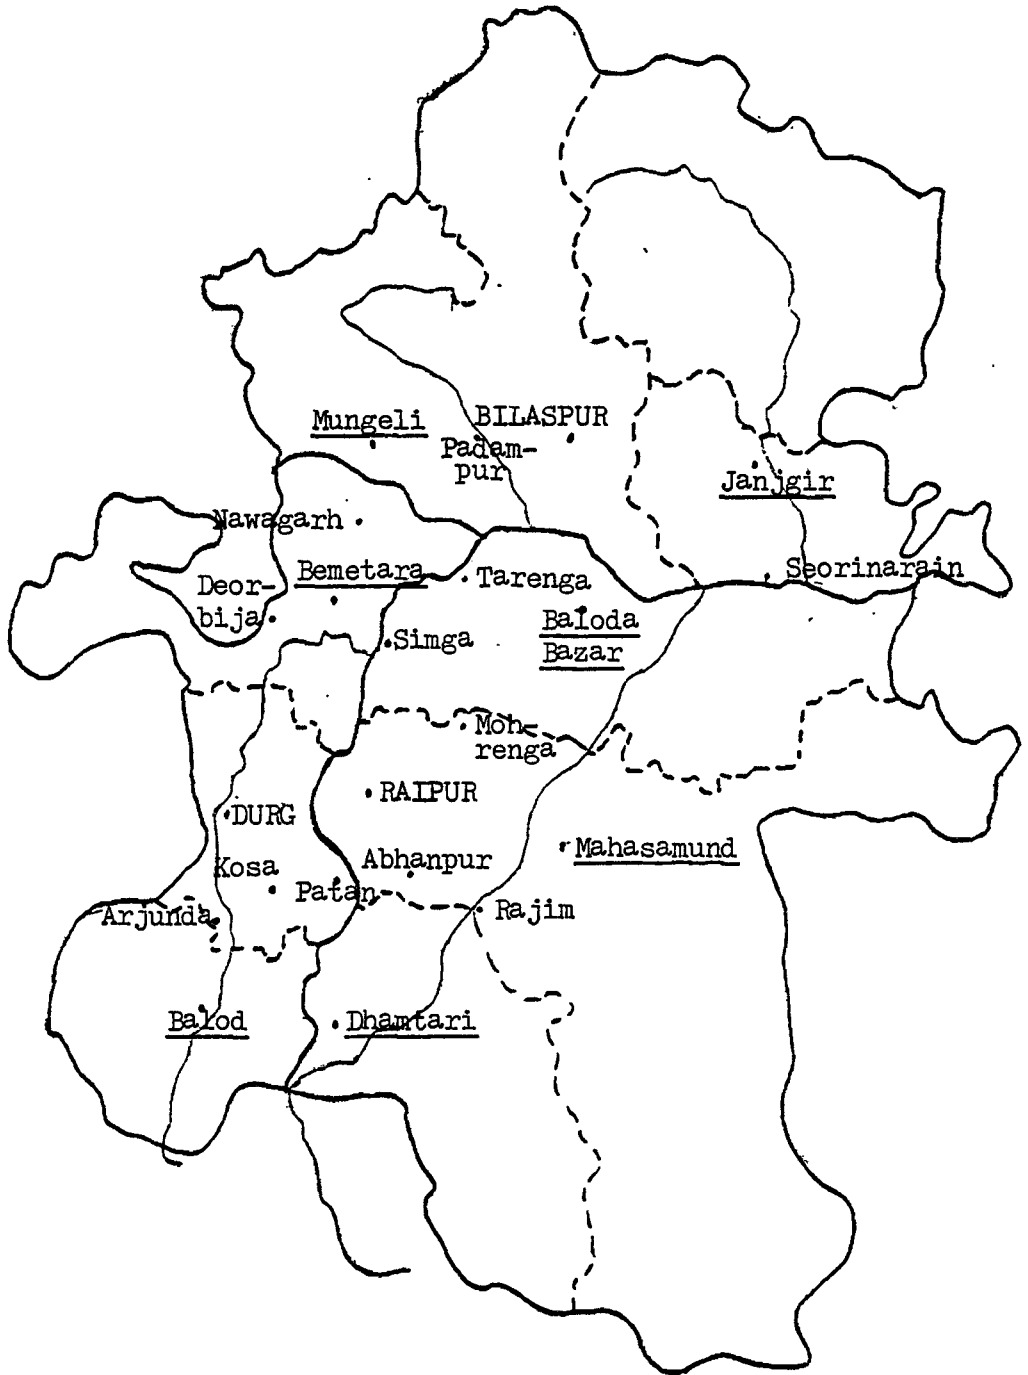 Mungeli
BILASPUR
Padam-
pur
Janjgir
Nawagarh
Bemetara
Tarenga
Seorinarain
Deor-
bija
Baloda
Bazar
Simga
Moh-
renga
RAIPUR
DURG
Mahasamund
Kosa
Abhanpur
Patan
Arjunda
Rajim
Balod
Dhamtari